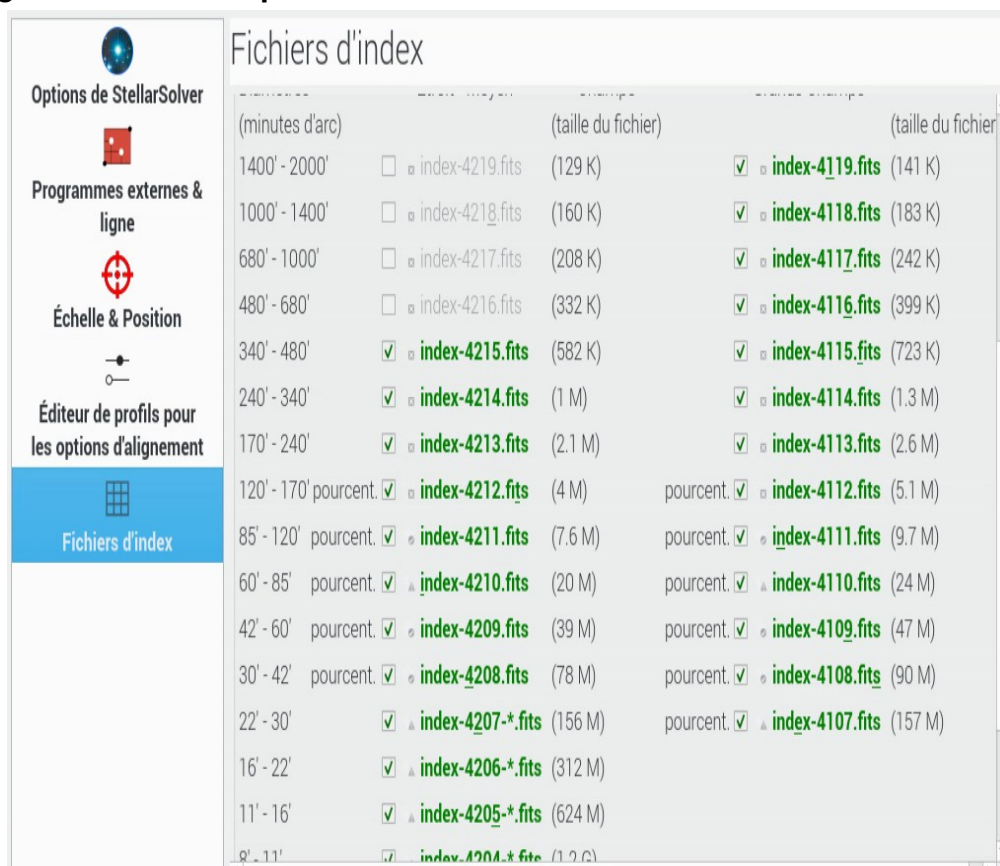 Options de StellarSolver
Programmes externes &
ligne
Échelle & Position
Éditeur de profils pour
les options d'alignement
Fichiers d'index
Fichiers d'index
(minutes d'arc) (taille du fichier) (taille du fichier
1400' - 2000' index-4219.fits (129 K) index-4119.fits (141 K)
1000' - 1400' index-4218.fits (160 K) index-4118.fits (183 K)
680' - 1000' index-4217.fits (208 K) index-4117.fits (242 K)
480' - 680' index-4216.fits (332 K) index-4116.fits (399 K)
340' - 480' index-4215.fits (582 K) index-4115.fits (723 K)
240' - 340' index-4214.fits (1 M) index-4114.fits (1.3 M)
170' - 240' index-4213.fits (2.1 M) index-4113.fits (2.6 M)
120' - 170' pourcent. index-4212.fits (4 M) pourcent. index-4112.fits (5.1 M)
85' - 120' pourcent. index-4211.fits (7.6 M) pourcent. index-4111.fits (9.7 M)
60' - 85' pourcent. index-4210.fits (20 M) pourcent. index-4110.fits (24 M)
42' - 60' pourcent. index-4209.fits (39 M) pourcent. index-4109.fits (47 M)
30' - 42' pourcent. index-4208.fits (78 M) pourcent. index-4108.fits (90 M)
22' - 30' index-4207-*.fits (156 M) pourcent. index-4107.fits (157 M)
16' - 22' index-4206-*.fits (312 M)
11' - 16' index-4205-*.fits (624 M)
8' - 11' index-4204-*.fits (1.2 G)